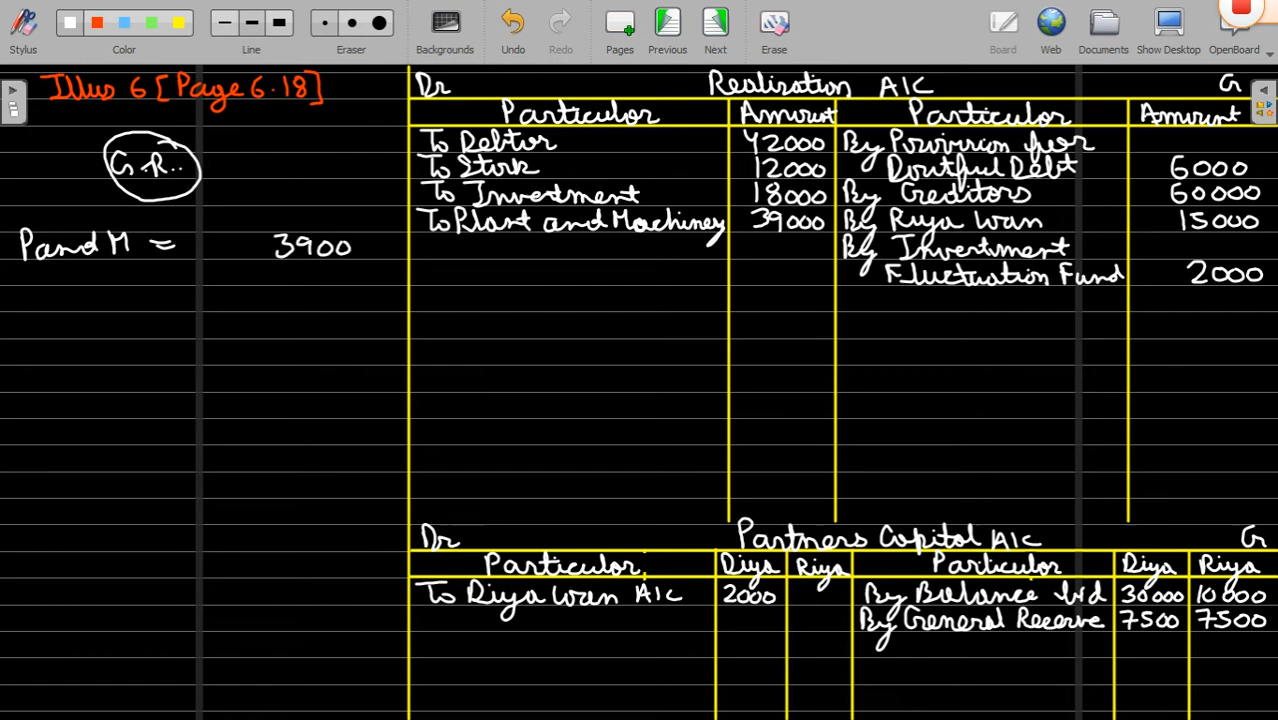 Stylus
Color
Line
Eraser
Backgrounds
Undo
Redo
Pages
Previous
Next
Erase
Board
Web
Documents
Show Desktop
OpenBoard
Illus 6 [Page 6.18]
G.R..
P and M = 3900
Dr Realisation A/C Cr
Particular Amount Particular Amount
To Debtor 42000 By Provision for
Doutful Debt 6000
To Stock 12000
To Investment 18000 By Creditors 60000
To Plant and Machiney 39000 By Riya loan 15000
By Investment
Fluctuation Fund 2000
Dr Partners Capital A/C Cr
Particular Diya Riya Particular Diya Riya
To Diya loan A/C 2000 By Balance b/d 30000 10000
By General Reserve 7500 7500